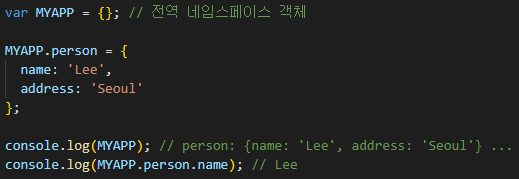 var MYAPP = {}; // 전역 네임스페이스 객체
MYAPP.person = {
name: 'Lee',
address: 'Seoul'
};
console.log(MYAPP); // person: {name: 'Lee', address: 'Seoul'} ...
console.log(MYAPP.person.name); // Lee